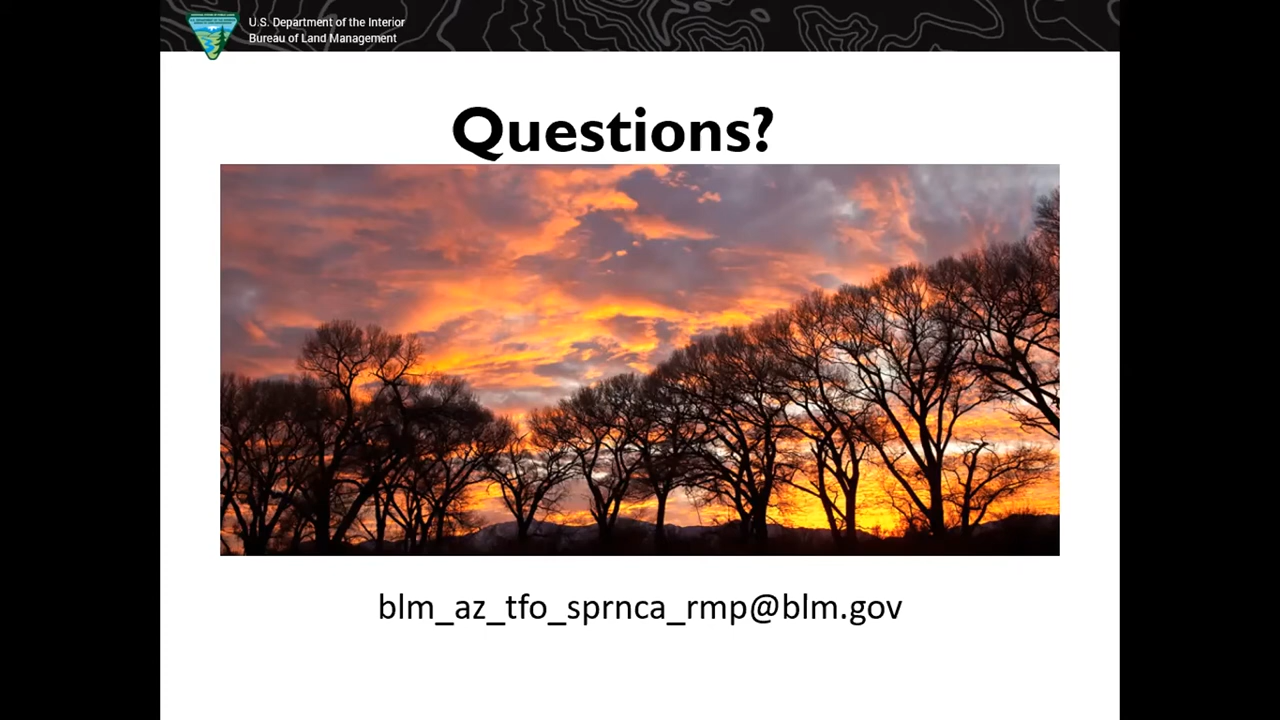 U.S. Department of the Interior
Bureau of Land Management
Questions?
blm_az_tfo_sprnca_rmp@blm.gov